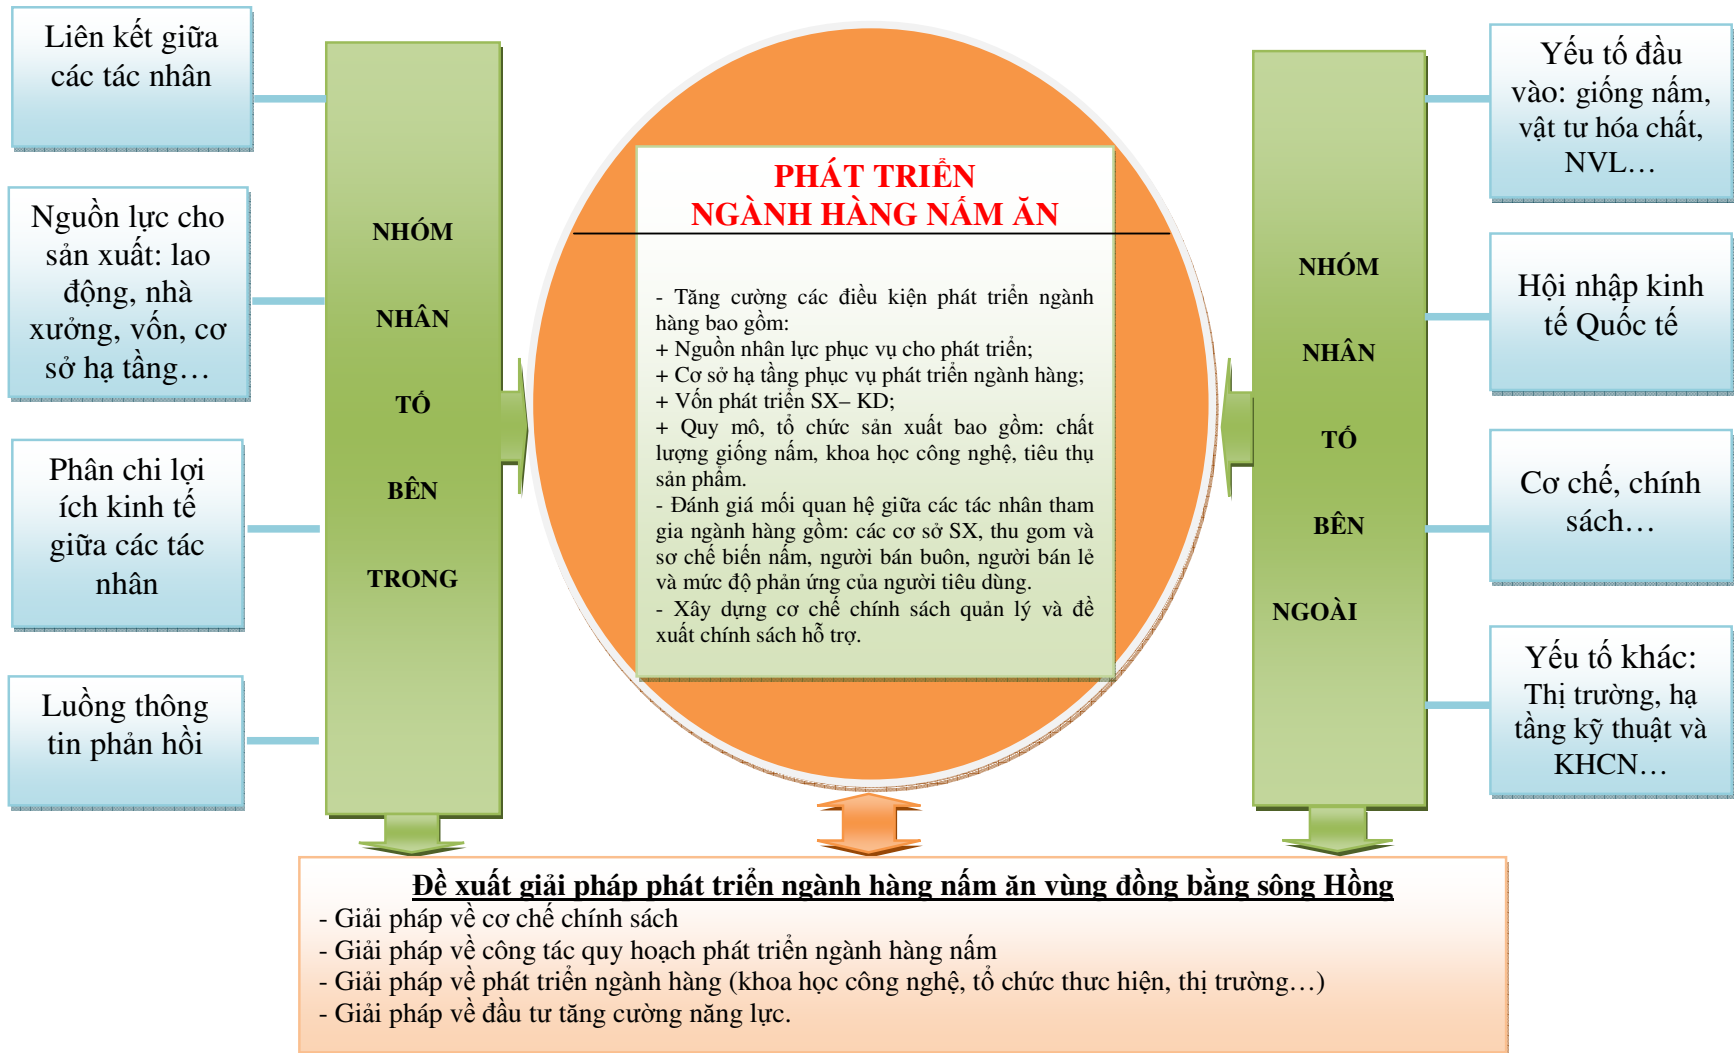 Liên kết giữa
các tác nhân
Nguồn lực cho
sản xuất: lao
động, nhà
xưởng, vốn, cơ
sở hạ tầng…
Phân chi lợi
ích kinh tế
giữa các tác
nhân
Luồng thông
tin phản hồi
NHÓM
NHÂN
TỐ
BÊN
TRONG
PHÁT TRIỂN
NGÀNH HÀNG NẤM ĂN
- Tăng cường các điều kiện phát triển ngành
hàng bao gồm:
+ Nguồn nhân lực phục vụ cho phát triển;
+ Cơ sở hạ tầng phục vụ phát triển ngành hàng;
+ Vốn phát triển SX– KD;
+ Quy mô, tổ chức sản xuất bao gồm: chất
lượng giống nấm, khoa học công nghệ, tiêu thụ
sản phẩm.
- Đánh giá mối quan hệ giữa các tác nhân tham
gia ngành hàng gồm: các cơ sở SX, thu gom và
sơ chế biến nấm, người bán buôn, người bán lẻ
và mức độ phản ứng của người tiêu dùng.
- Xây dựng cơ chế chính sách quản lý và đề
xuất chính sách hỗ trợ.
NHÓM
NHÂN
TỐ
BÊN
NGOÀI
Yếu tố đầu
vào: giống nấm,
vật tư hóa chất,
NVL…
Hội nhập kinh
tế Quốc tế
Cơ chế, chính
sách…
Yếu tố khác:
Thị trường, hạ
tầng kỹ thuật và
KHCN…
Đề xuất giải pháp phát triển ngành hàng nấm ăn vùng đồng bằng sông Hồng
- Giải pháp về cơ chế chính sách
- Giải pháp về công tác quy hoạch phát triển ngành hàng nấm
- Giải pháp về phát triển ngành hàng (khoa học công nghệ, tổ chức thưc hiện, thị trường…)
- Giải pháp về đầu tư tăng cường năng lực.